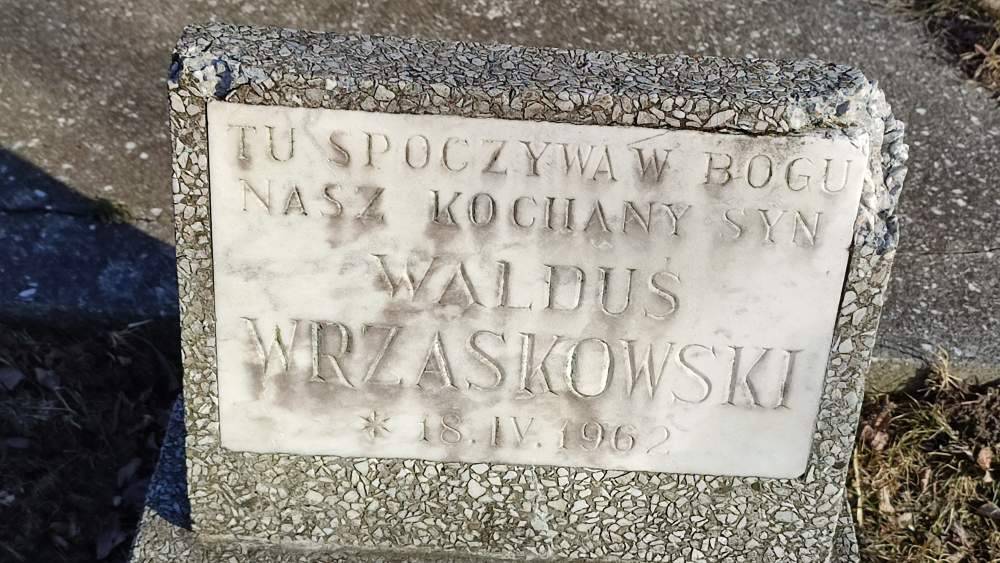 TU SPOCZYWA W BOGU
NASZ KOCHANY SYN
WALDUŚ
WRZASKOWSKI
* 18. IV. 1962